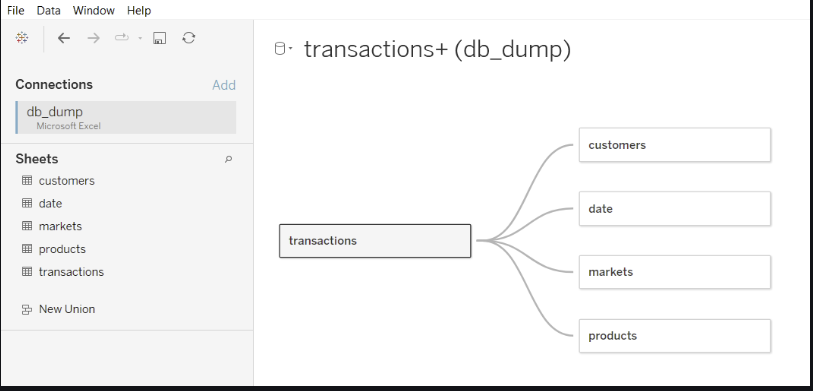 File Data Window Help
transactions+ (db_dump)
Connections Add
db_dump
Microsoft Excel
Sheets
customers
date
markets
products
transactions
New Union
transactions
customers
date
markets
products